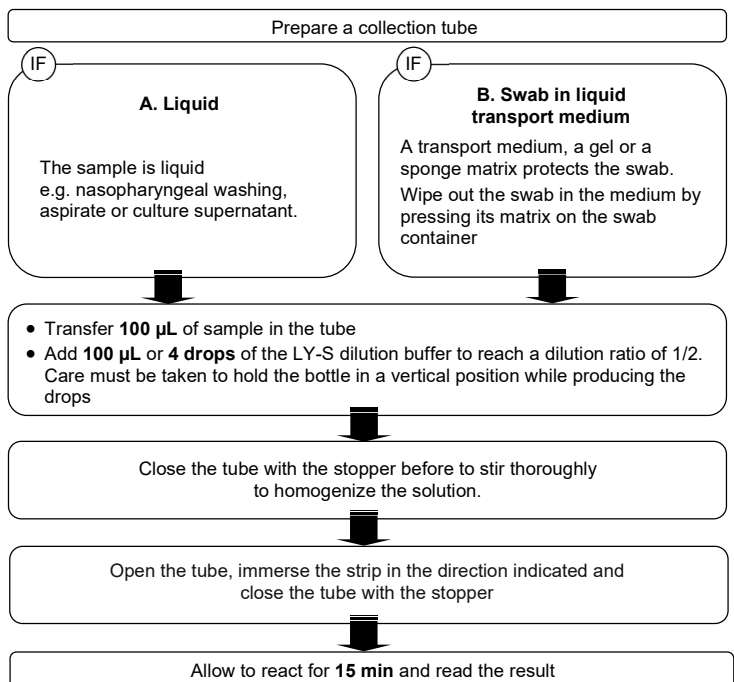 Prepare a collection tube
IF
A. Liquid
The sample is liquid
e.g. nasopharyngeal washing,
aspirate or culture supernatant.
IF
B. Swab in liquid
transport medium
A transport medium, a gel or a
sponge matrix protects the swab.
Wipe out the swab in the medium by
pressing its matrix on the swab
container
• Transfer 100 µL of sample in the tube
• Add 100 µL or 4 drops of the LY-S dilution buffer to reach a dilution ratio of 1/2.
Care must be taken to hold the bottle in a vertical position while producing the
drops
Close the tube with the stopper before to stir thoroughly
to homogenize the solution.
Open the tube, immerse the strip in the direction indicated and
close the tube with the stopper
Allow to react for 15 min and read the result